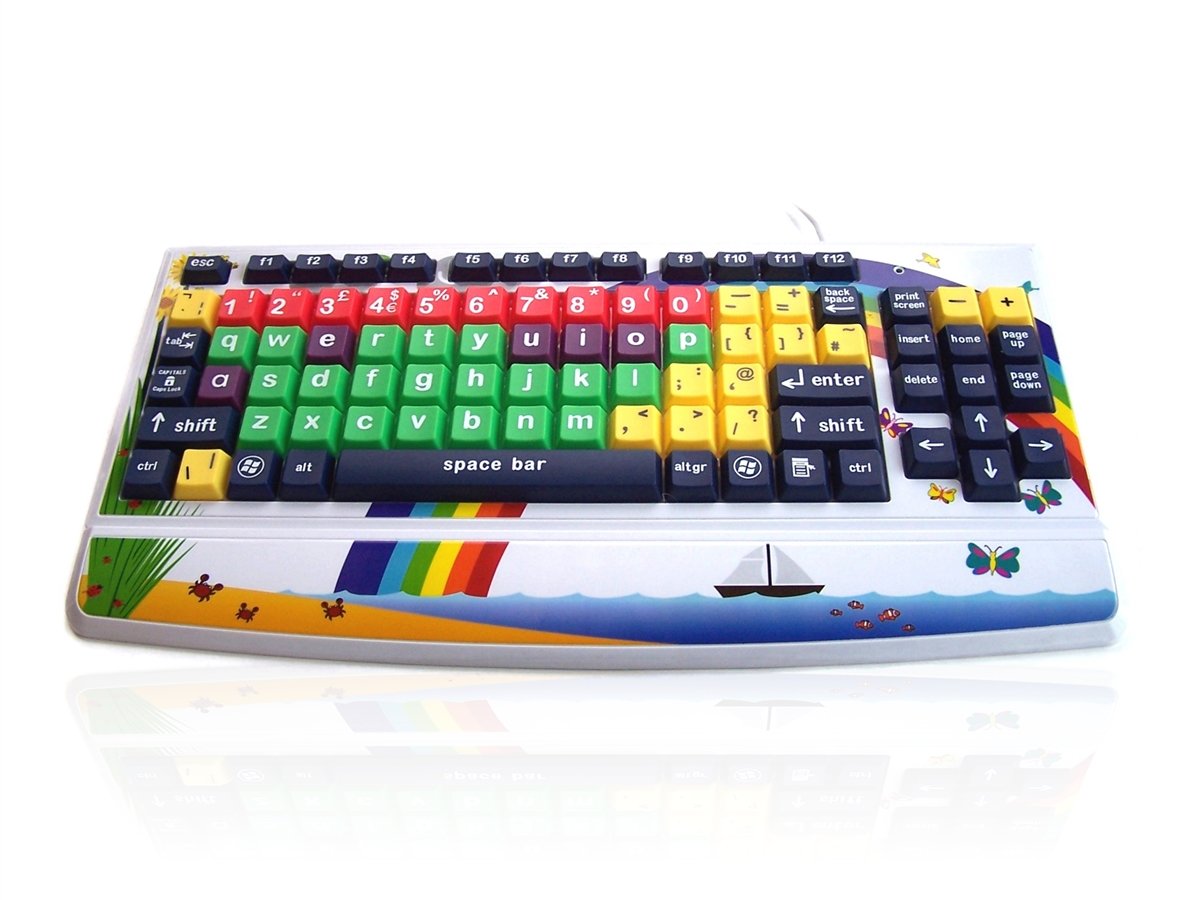 esc f1 f2 f3 f4 f5 f6 f7 f8 f9 f10 f11 f12
1 ! 2 " 3 £ 4 $ € 5 % 6 ^ 7 & 8 * 9 ( 0 ) - _ = + back space print screen − +
tab q w e r t y u i o p [ { ] } # ~ insert home page up
CAPITALS Caps Lock a s d f g h j k l ; : ' @ enter delete end page down
shift z x c v b n m , < . > / ? shift
ctrl \ | alt space bar altgr ctrl